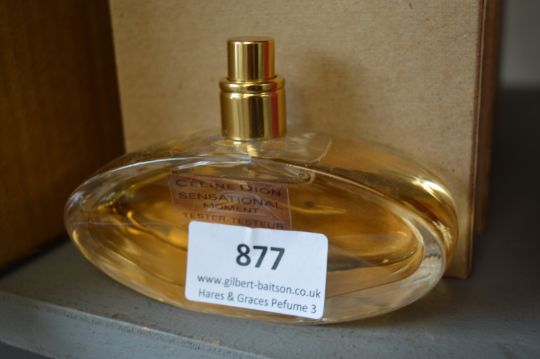 CELINE DION
SENSATIONAL
MOMENT
TESTER-TESTEUR
877
www.gilbert-baitson.co.uk
Hares & Graces Pefume 3